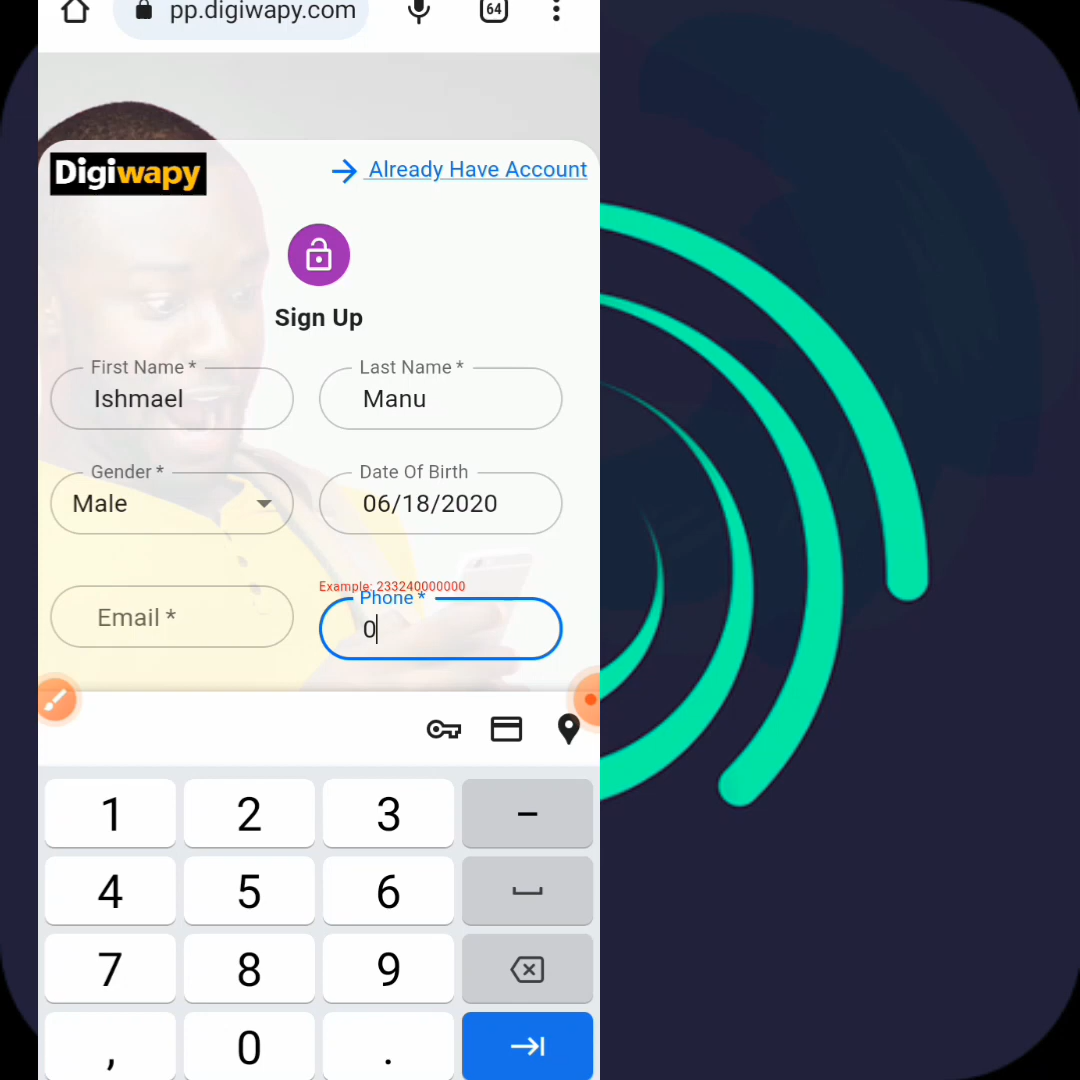 pp.digiwapy.com
64
Digiwapy
Already Have Account
Sign Up
First Name *
Ishmael
Last Name *
Manu
Gender *
Male
Date Of Birth
06/18/2020
Email *
Example: 233240000000
Phone *
0
1 2 3 –
4 5 6
7 8 9
, 0 .